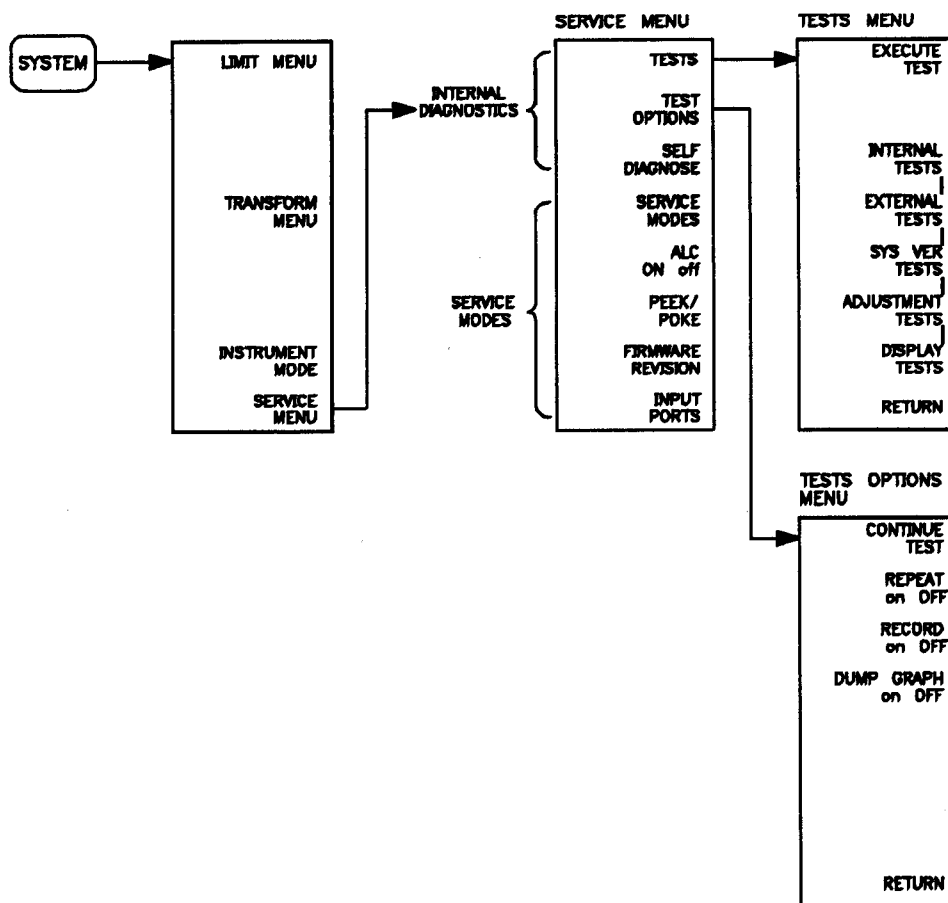 SYSTEM
LIMIT MENU
TRANSFORM
MENU
INSTRUMENT
MODE
SERVICE
MENU
INTERNAL
DIAGNOSTICS
SERVICE
MODES
SERVICE MENU
TESTS
TEST
OPTIONS
SELF
DIAGNOSE
SERVICE
MODES
ALC
ON off
PEEK/
POKE
FIRMWARE
REVISION
INPUT
PORTS
TESTS MENU
EXECUTE
TEST
INTERNAL
TESTS
EXTERNAL
TESTS
SYS VER
TESTS
ADJUSTMENT
TESTS
DISPLAY
TESTS
RETURN
TESTS OPTIONS
MENU
CONTINUE
TEST
REPEAT
on OFF
RECORD
on OFF
DUMP GRAPH
on OFF
RETURN